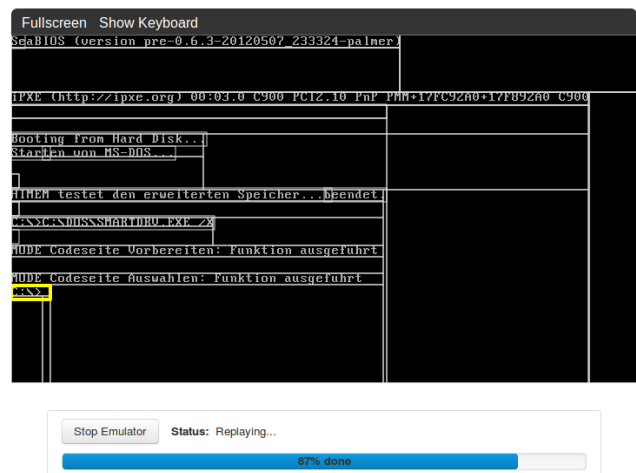 Fullscreen Show Keyboard
SeaBIOS (version pre-0.6.3-20120507_233324-palmer)
iPXE (http://ipxe.org) 00:03.0 C900 PCI2.10 PnP PMM+17FC92A0+17F892A0 C900
Booting from Hard Disk...
Starten von MS-DOS...
HIMEM testet den erweiterten Speicher...beendet.
C:\>C:\DOS\SMARTDRV.EXE /X
MODE Codeseite Vorbereiten: Funktion ausgefuhrt
MODE Codeseite Auswahlen: Funktion ausgefuhrt
C:\>_
Stop Emulator Status: Replaying...
87% done